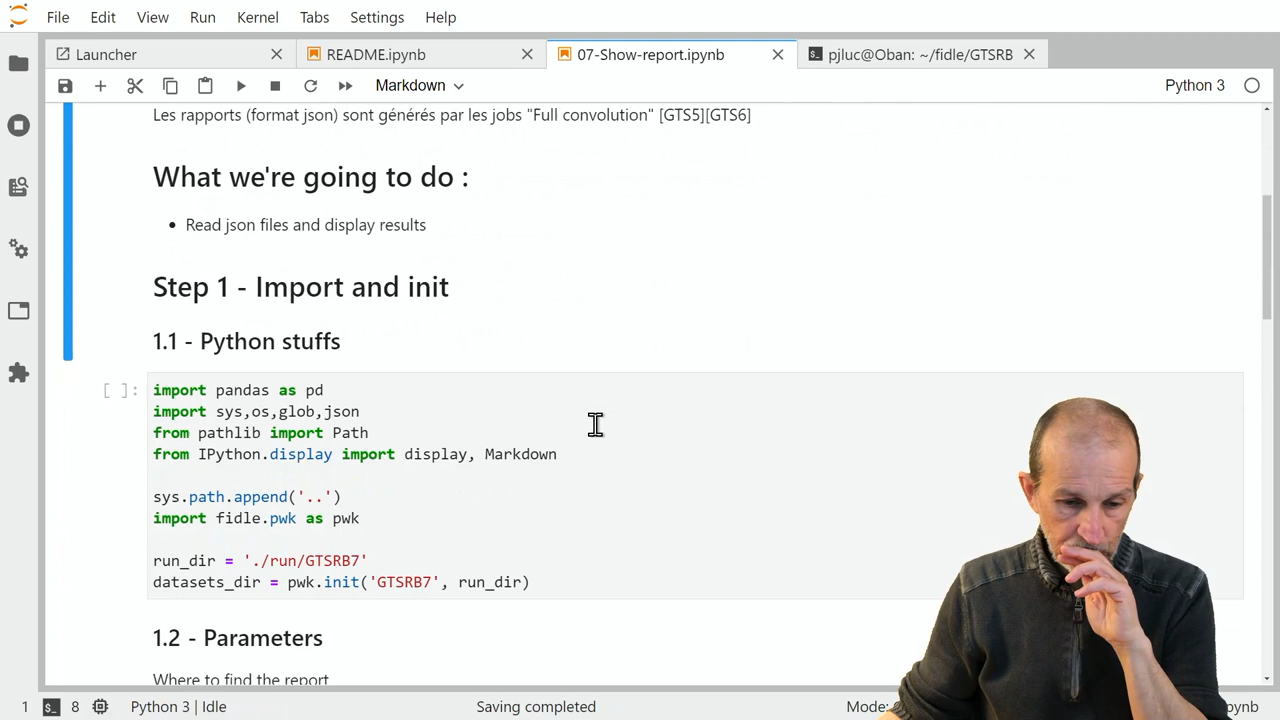 File Edit View Run Kernel Tabs Settings Help
Launcher README.ipynb 07-Show-report.ipynb pjluc@Oban: ~/fidle/GTSRB
Markdown Python 3
Les rapports (format json) sont générés par les jobs "Full convolution" [GTS5][GTS6]
What we're going to do :
• Read json files and display results
Step 1 - Import and init
1.1 - Python stuffs
[ ]: import pandas as pd
import sys,os,glob,json
from pathlib import Path
from IPython.display import display, Markdown
sys.path.append('..')
import fidle.pwk as pwk
run_dir = './run/GTSRB7'
datasets_dir = pwk.init('GTSRB7', run_dir)
1.2 - Parameters
Where to find the report
1 8 Python 3 | Idle Saving completed Mode: